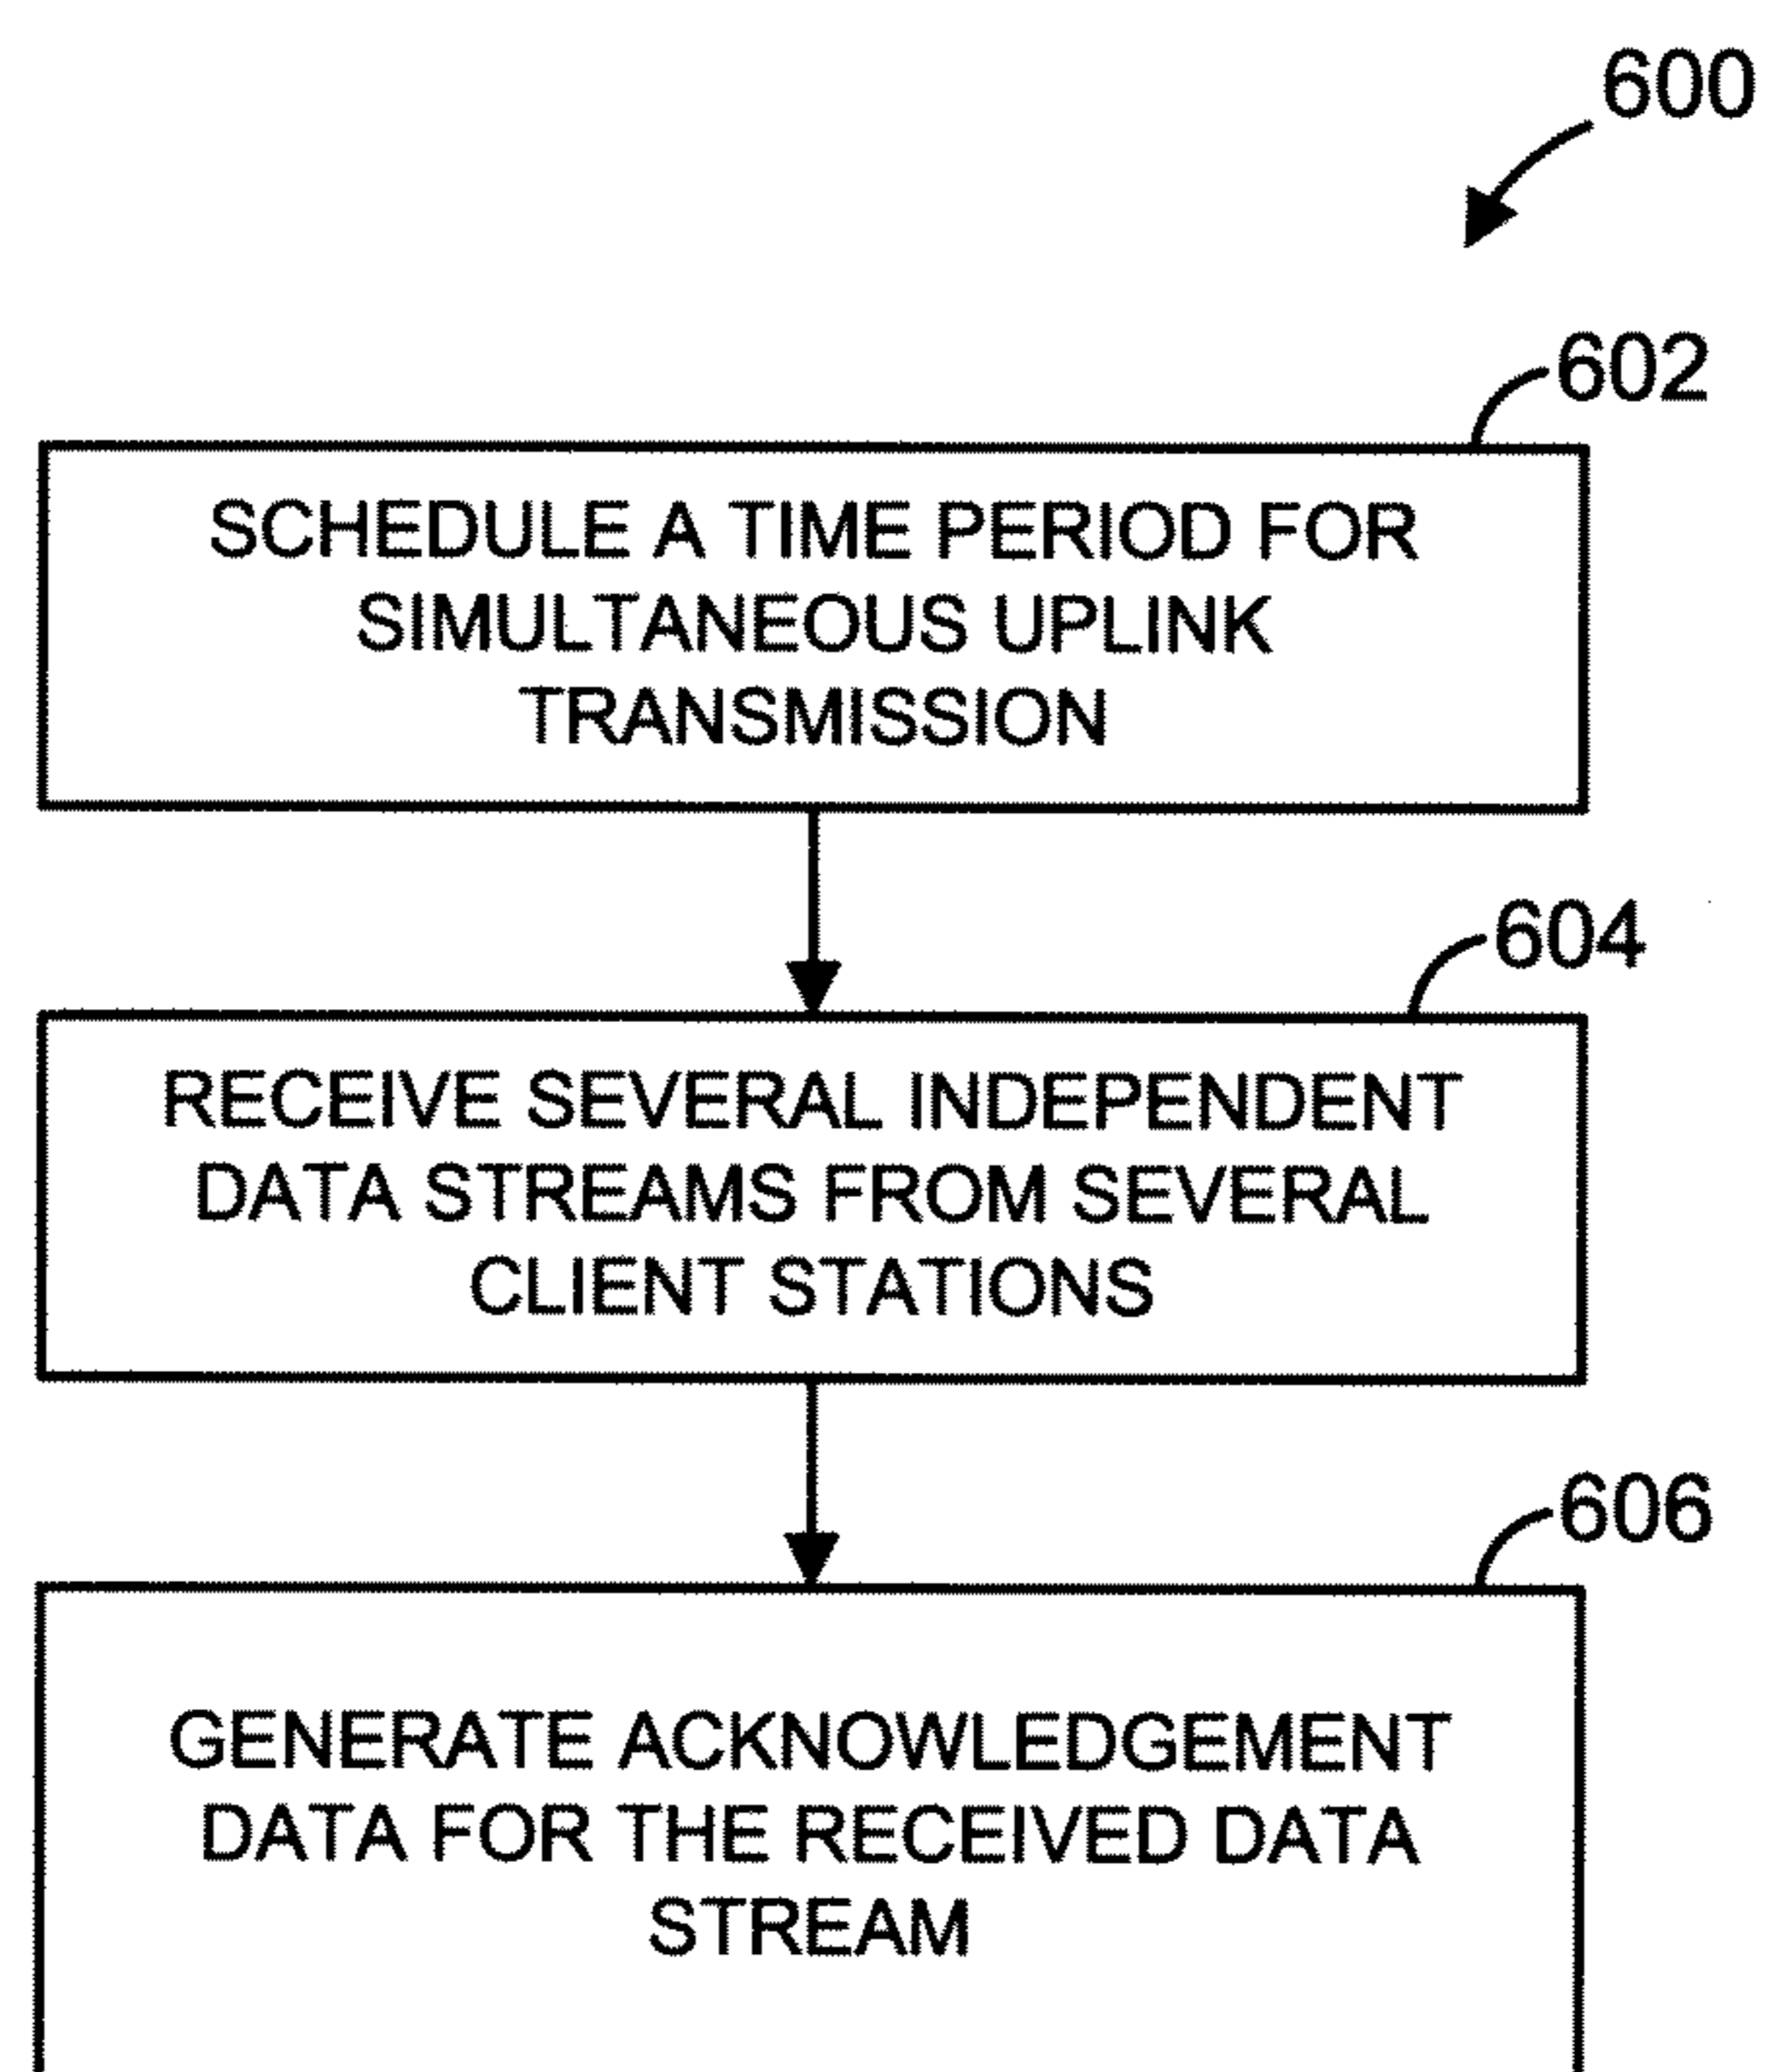 600
602
SCHEDULE A TIME PERIOD FOR
SIMULTANEOUS UPLINK
TRANSMISSION
604
RECEIVE SEVERAL INDEPENDENT
DATA STREAMS FROM SEVERAL
CLIENT STATIONS
606
GENERATE ACKNOWLEDGEMENT
DATA FOR THE RECEIVED DATA
STREAM